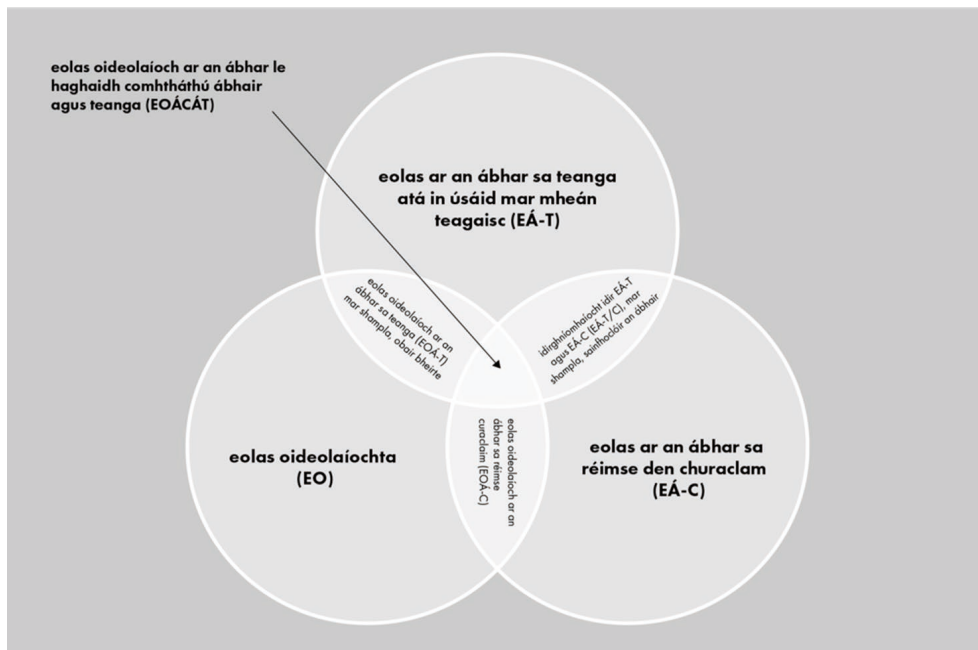 eolas oideolaíoch ar an ábhar le
haghaidh comhtháthú ábhair
agus teanga (EOÁCÁT)
eolas ar an ábhar sa teanga
atá in úsáid mar mheán
teagaisc (EÁ-T)
eolas oideolaíoch ar an
ábhar sa teanga (EOÁ-T)
mar shampla, obair bheirte
idirghníomhaíocht idir EÁ-T
agus EÁ-C (EÁ-T/C), mar
shampla, sainfhoclóir an ábhair
eolas oideolaíochta
(EO)
eolas oideolaíoch ar an
ábhar sa réimse
curaclaim (EOÁ-C)
eolas ar an ábhar sa
réimse den churaclam
(EÁ-C)